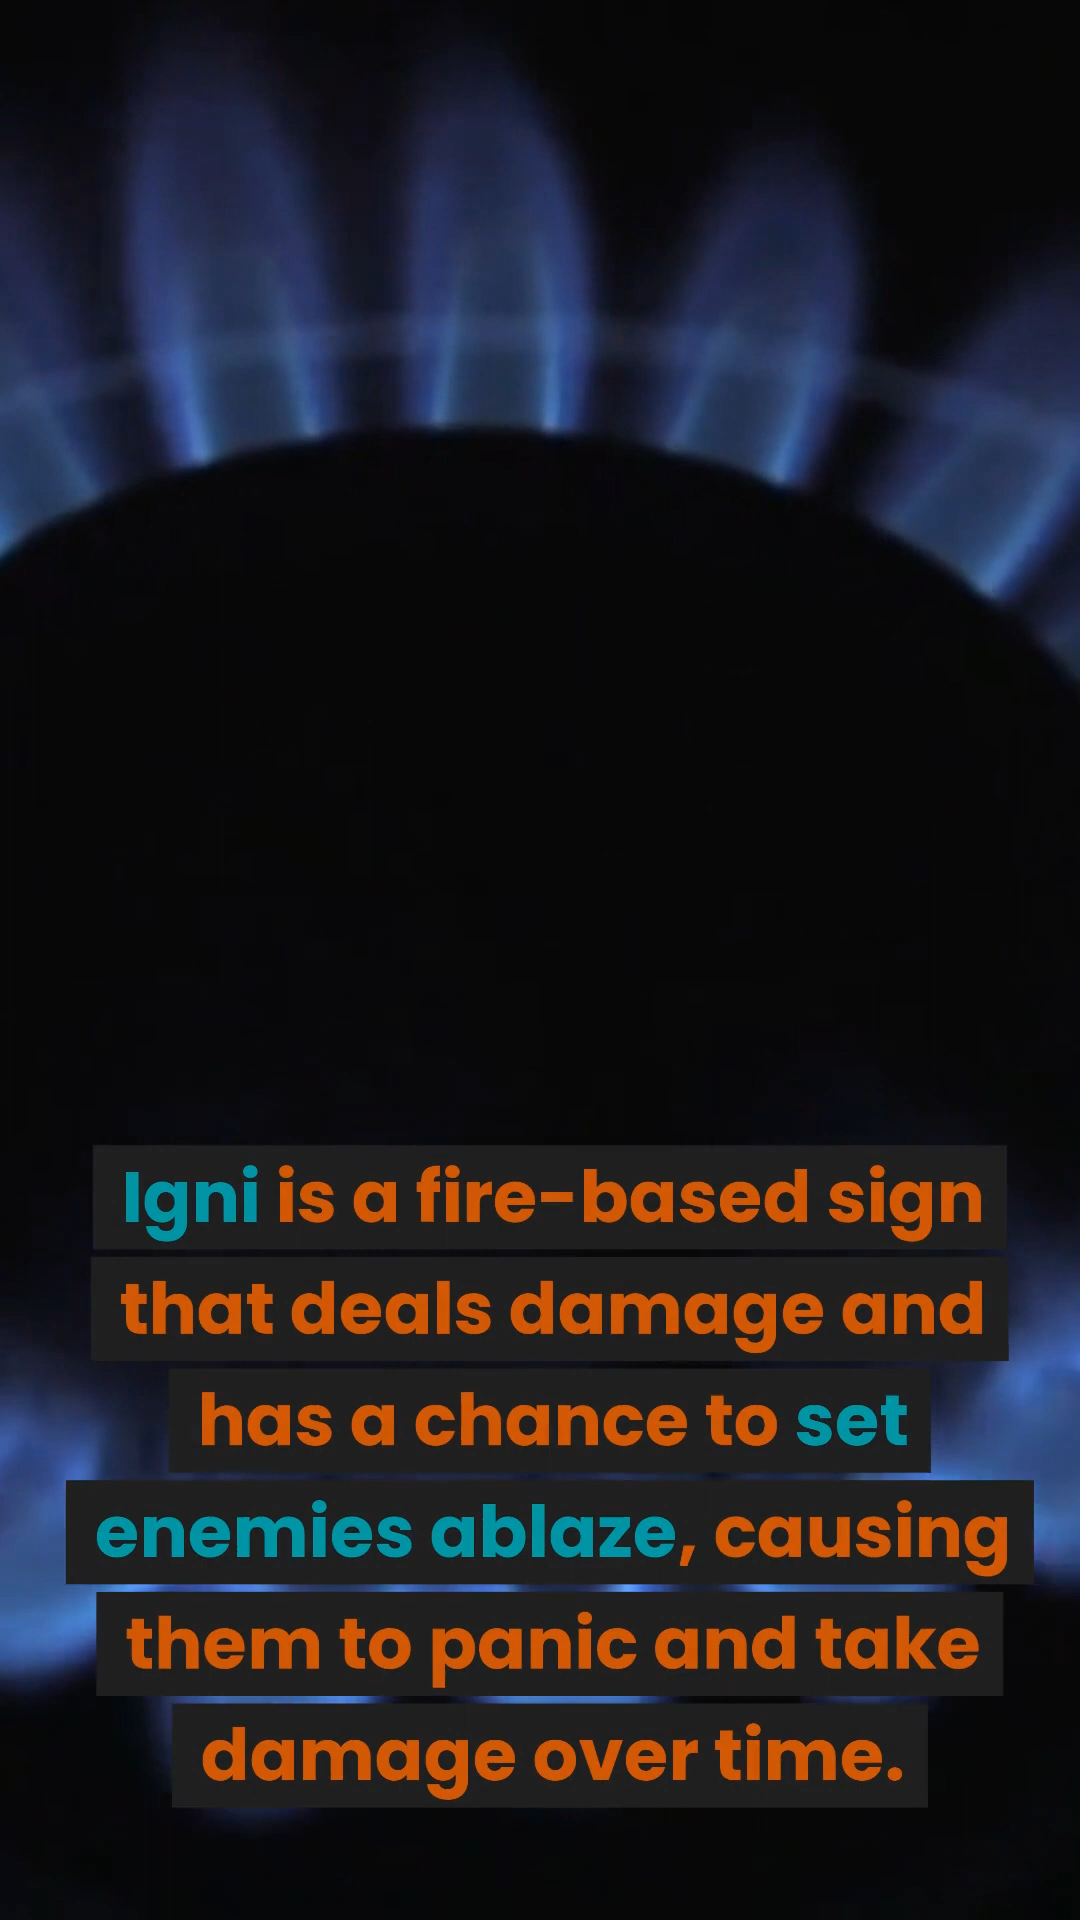 Igni is a fire-based sign
that deals damage and
has a chance to set
enemies ablaze, causing
them to panic and take
damage over time.